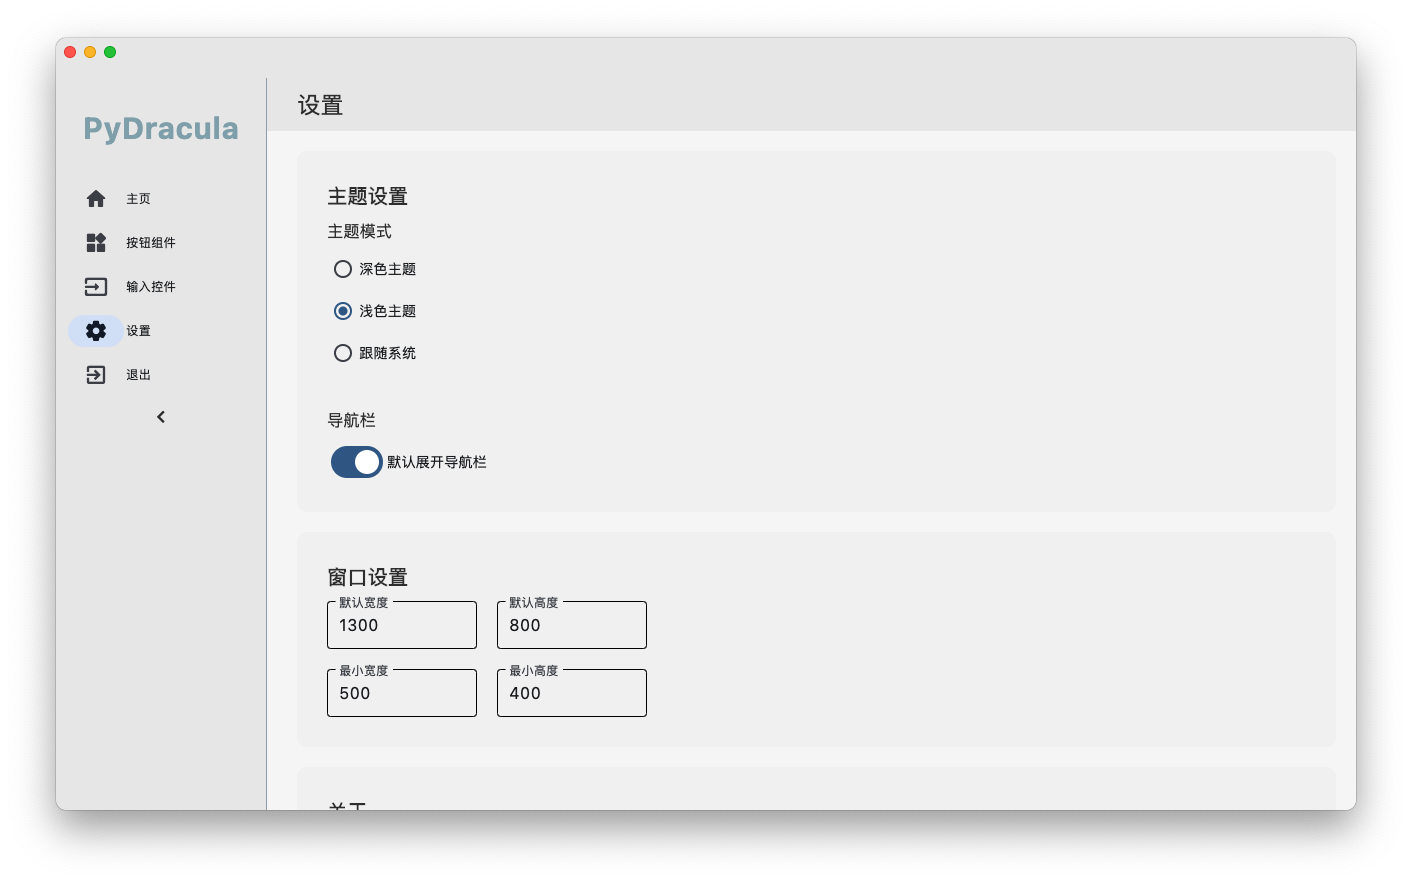 PyDracula
主页
按钮组件
输入控件
设置
退出
设置
主题设置
主题模式
深色主题
浅色主题
跟随系统
导航栏
默认展开导航栏
窗口设置
默认宽度
1300
默认高度
800
最小宽度
500
最小高度
400